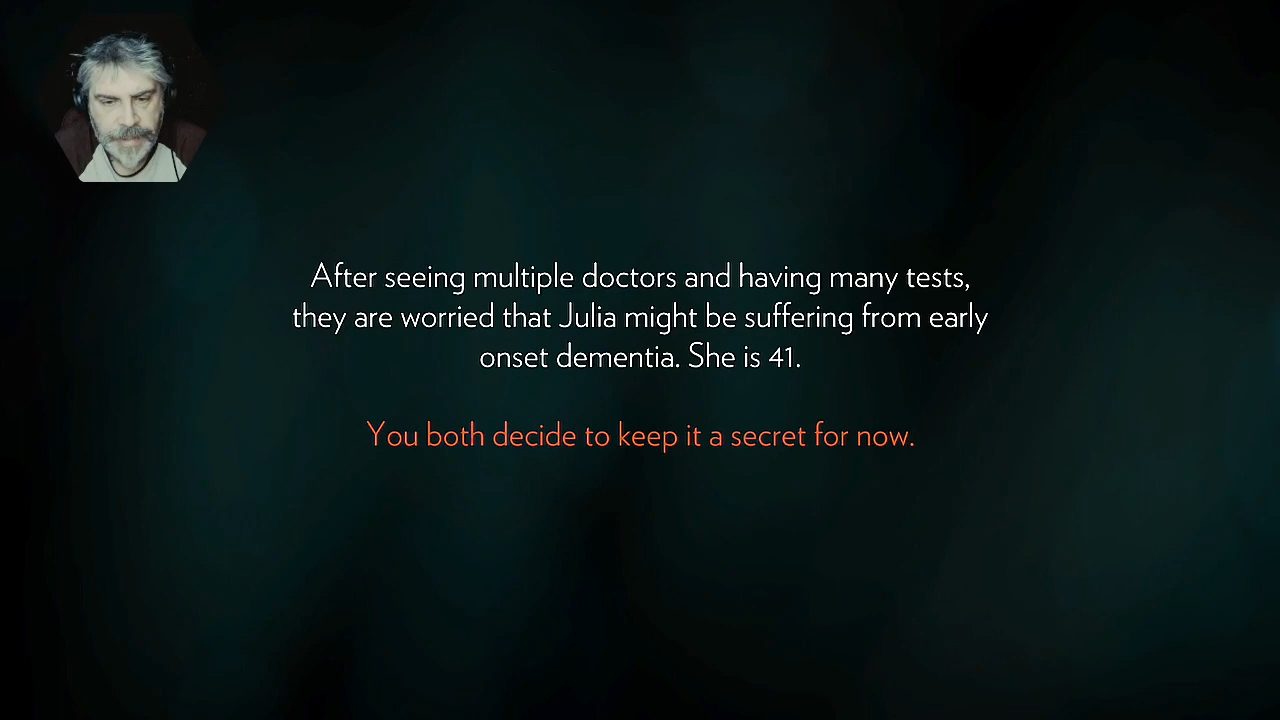 After seeing multiple doctors and having many tests,
they are worried that Julia might be suffering from early
onset dementia. She is 41.
You both decide to keep it a secret for now.